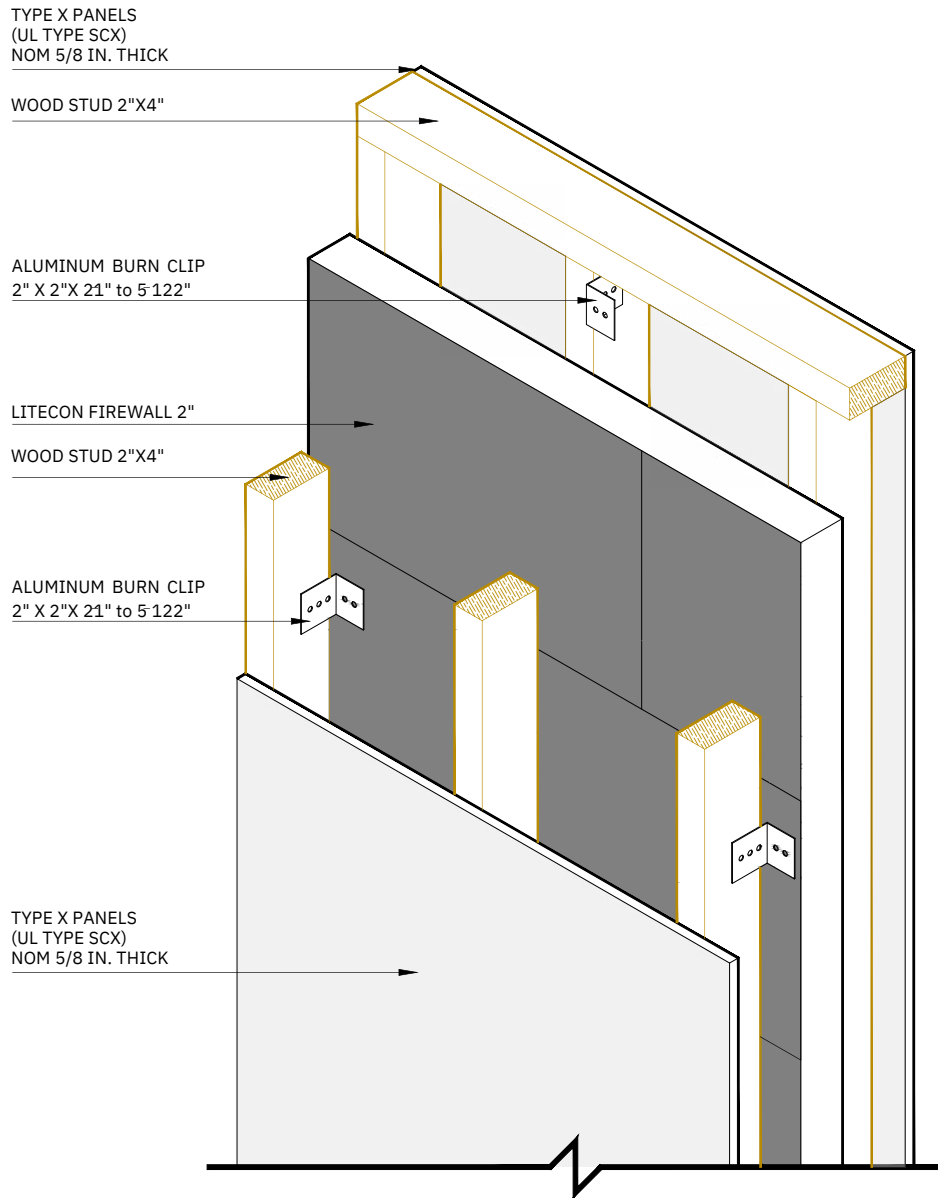 TYPE X PANELS
(UL TYPE SCX)
NOM 5/8 IN. THICK
WOOD STUD 2"X4"
ALUMINUM BURN CLIP
2" X 2"X 21" to 5-122"
LITECON FIREWALL 2"
WOOD STUD 2"X4"
ALUMINUM BURN CLIP
2" X 2"X 21" to 5-122"
TYPE X PANELS
(UL TYPE SCX)
NOM 5/8 IN. THICK